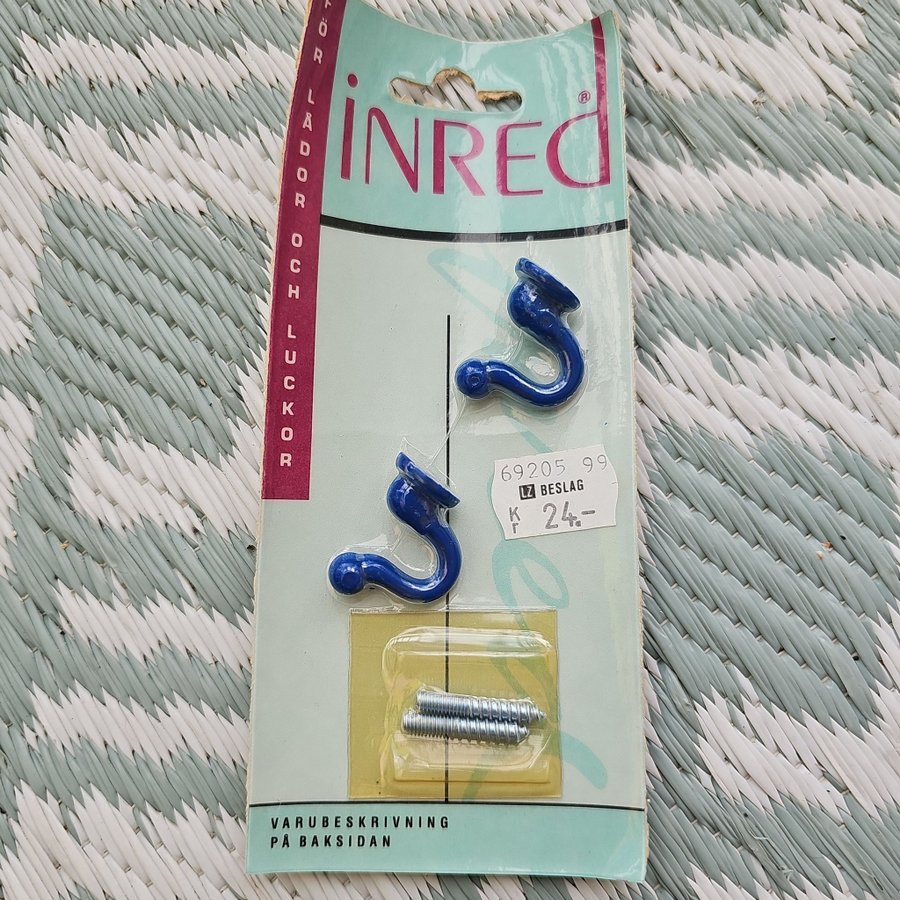 FÖR LÅDOR OCH LUCKOR
iNRED®
69205 99
LZ BESLAG
Kr 24.-
VARUBESKRIVNING
PÅ BAKSIDAN